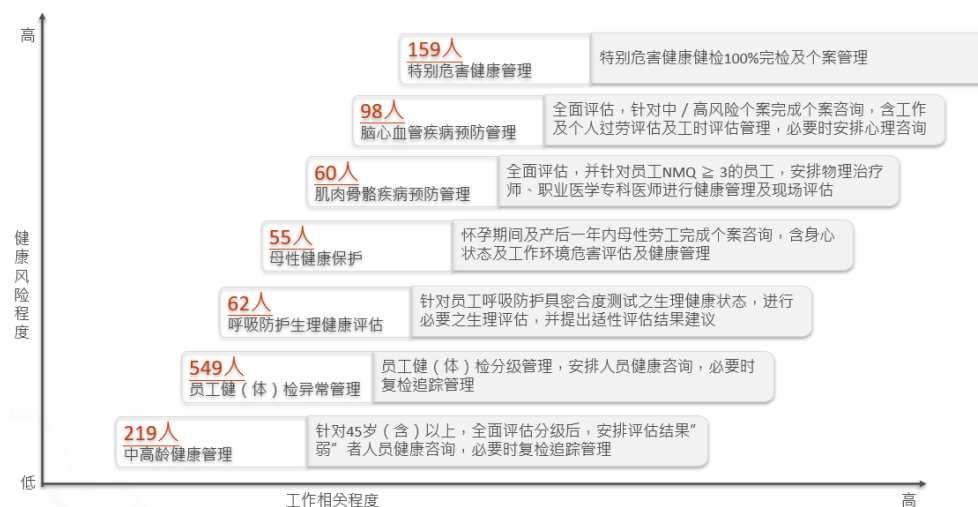 高
159人
特别危害健康管理
特别危害健康健检100%完检及个案管理
98人
脑心血管疾病预防管理
全面评估，针对中／高风险个案完成个案咨询，含工作
及个人过劳评估及工时评估管理，必要时安排心理咨询
60人
肌肉骨骼疾病预防管理
全面评估，并针对员工NMQ ≧ 3的员工，安排物理治疗
师、职业医学专科医师进行健康管理及现场评估
55人
母性健康保护
怀孕期间及产后一年内母性劳工完成个案咨询，含身心
状态及工作环境危害评估及健康管理
健康风险程度
62人
呼吸防护生理健康评估
针对员工呼吸防护具密合度测试之生理健康状态，进行
必要之生理评估，并提出适性评估结果建议
549人
员工健（体）检异常管理
员工健（体）检分级管理，安排人员健康咨询，必要时
复检追踪管理
219人
中高龄健康管理
针对45岁（含）以上，全面评估分级后，安排评估结果”
弱”者人员健康咨询，必要时复检追踪管理
低
工作相关程度
高